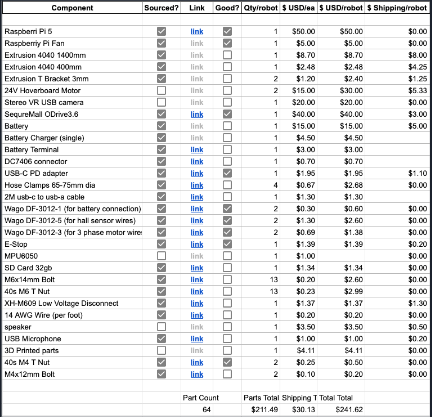 Component Sourced? Link Good? Qty/robot $ USD/ea $ USD/robot $ Shipping/robot
Raspberri Pi 5 link 1 $50.00 $50.00 $0.00
Raspberriy Pi Fan link 1 $5.00 $5.00 $0.00
Extrusion 4040 1400mm link 1 $8.70 $8.70 $8.00
Extrusion 4040 400mm link 1 $2.48 $2.48 $4.25
Extrusion T Bracket 3mm link 2 $1.20 $2.40 $1.25
24V Hoverboard Motor link 2 $15.00 $30.00 $5.33
Stereo VR USB camera link 1 $20.00 $20.00 $0.00
SequreMall ODrive3.6 link 1 $40.00 $40.00 $3.00
Battery link 1 $15.00 $15.00 $5.00
Battery Charger (single) link 1 $4.50 $4.50
Battery Terminal link 1 $3.00 $3.00
DC7406 connector link 1 $0.70 $0.70
USB-C PD adapter link 1 $1.95 $1.95 $1.10
Hose Clamps 65-75mm dia link 4 $0.67 $2.68 $0.00
2M usb-c to usb-a cable link 1 $1.30 $1.30
Wago DF-3012-1 (for battery connection) link 2 $0.30 $0.60 $0.00
Wago DF-3012-5 (for hall sensor wires) link 2 $1.30 $2.60 $0.00
Wago DF-3012-3 (for 3 phase motor wire link 2 $0.69 $1.38 $0.00
E-Stop link 1 $1.39 $1.39 $0.20
MPU6050 link 1 $0.00
SD Card 32gb link 1 $1.34 $1.34 $0.00
M6x14mm Bolt link 13 $0.20 $2.60 $0.00
40s M6 T Nut link 13 $0.23 $2.99 $0.00
XH-M609 Low Voltage Disconnect link 1 $1.37 $1.37 $1.30
14 AWG Wire (per foot) link 1 $0.20 $0.20 $0.00
speaker link 1 $3.50 $3.50 $0.50
USB Microphone link 1 $1.00 $1.00 $0.20
3D Printed parts link 1 $4.11 $4.11 $0.00
40s M4 T Nut link 2 $0.25 $0.50 $0.00
M4x12mm Bolt link 2 $0.10 $0.20 $0.00
Part Count Parts Total Shipping T Total Total
64 $211.49 $30.13 $241.62